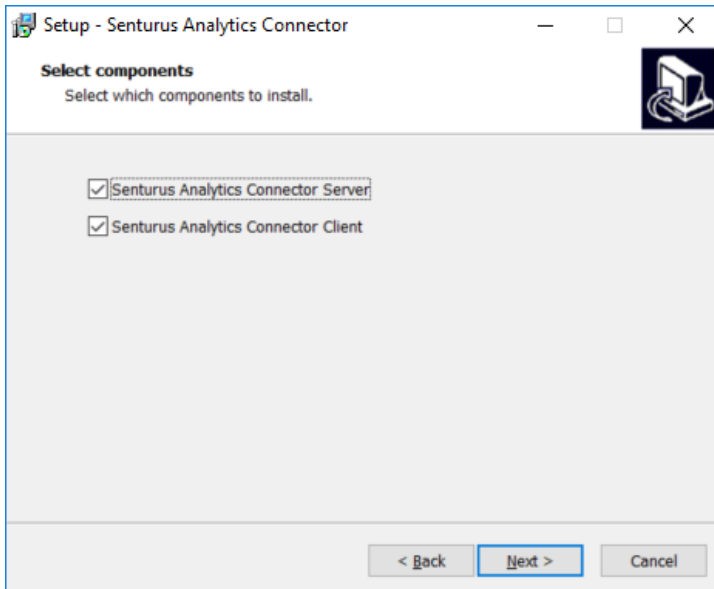 Setup - Senturus Analytics Connector
Select components
Select which components to install.
Senturus Analytics Connector Server
Senturus Analytics Connector Client
< Back
Next >
Cancel